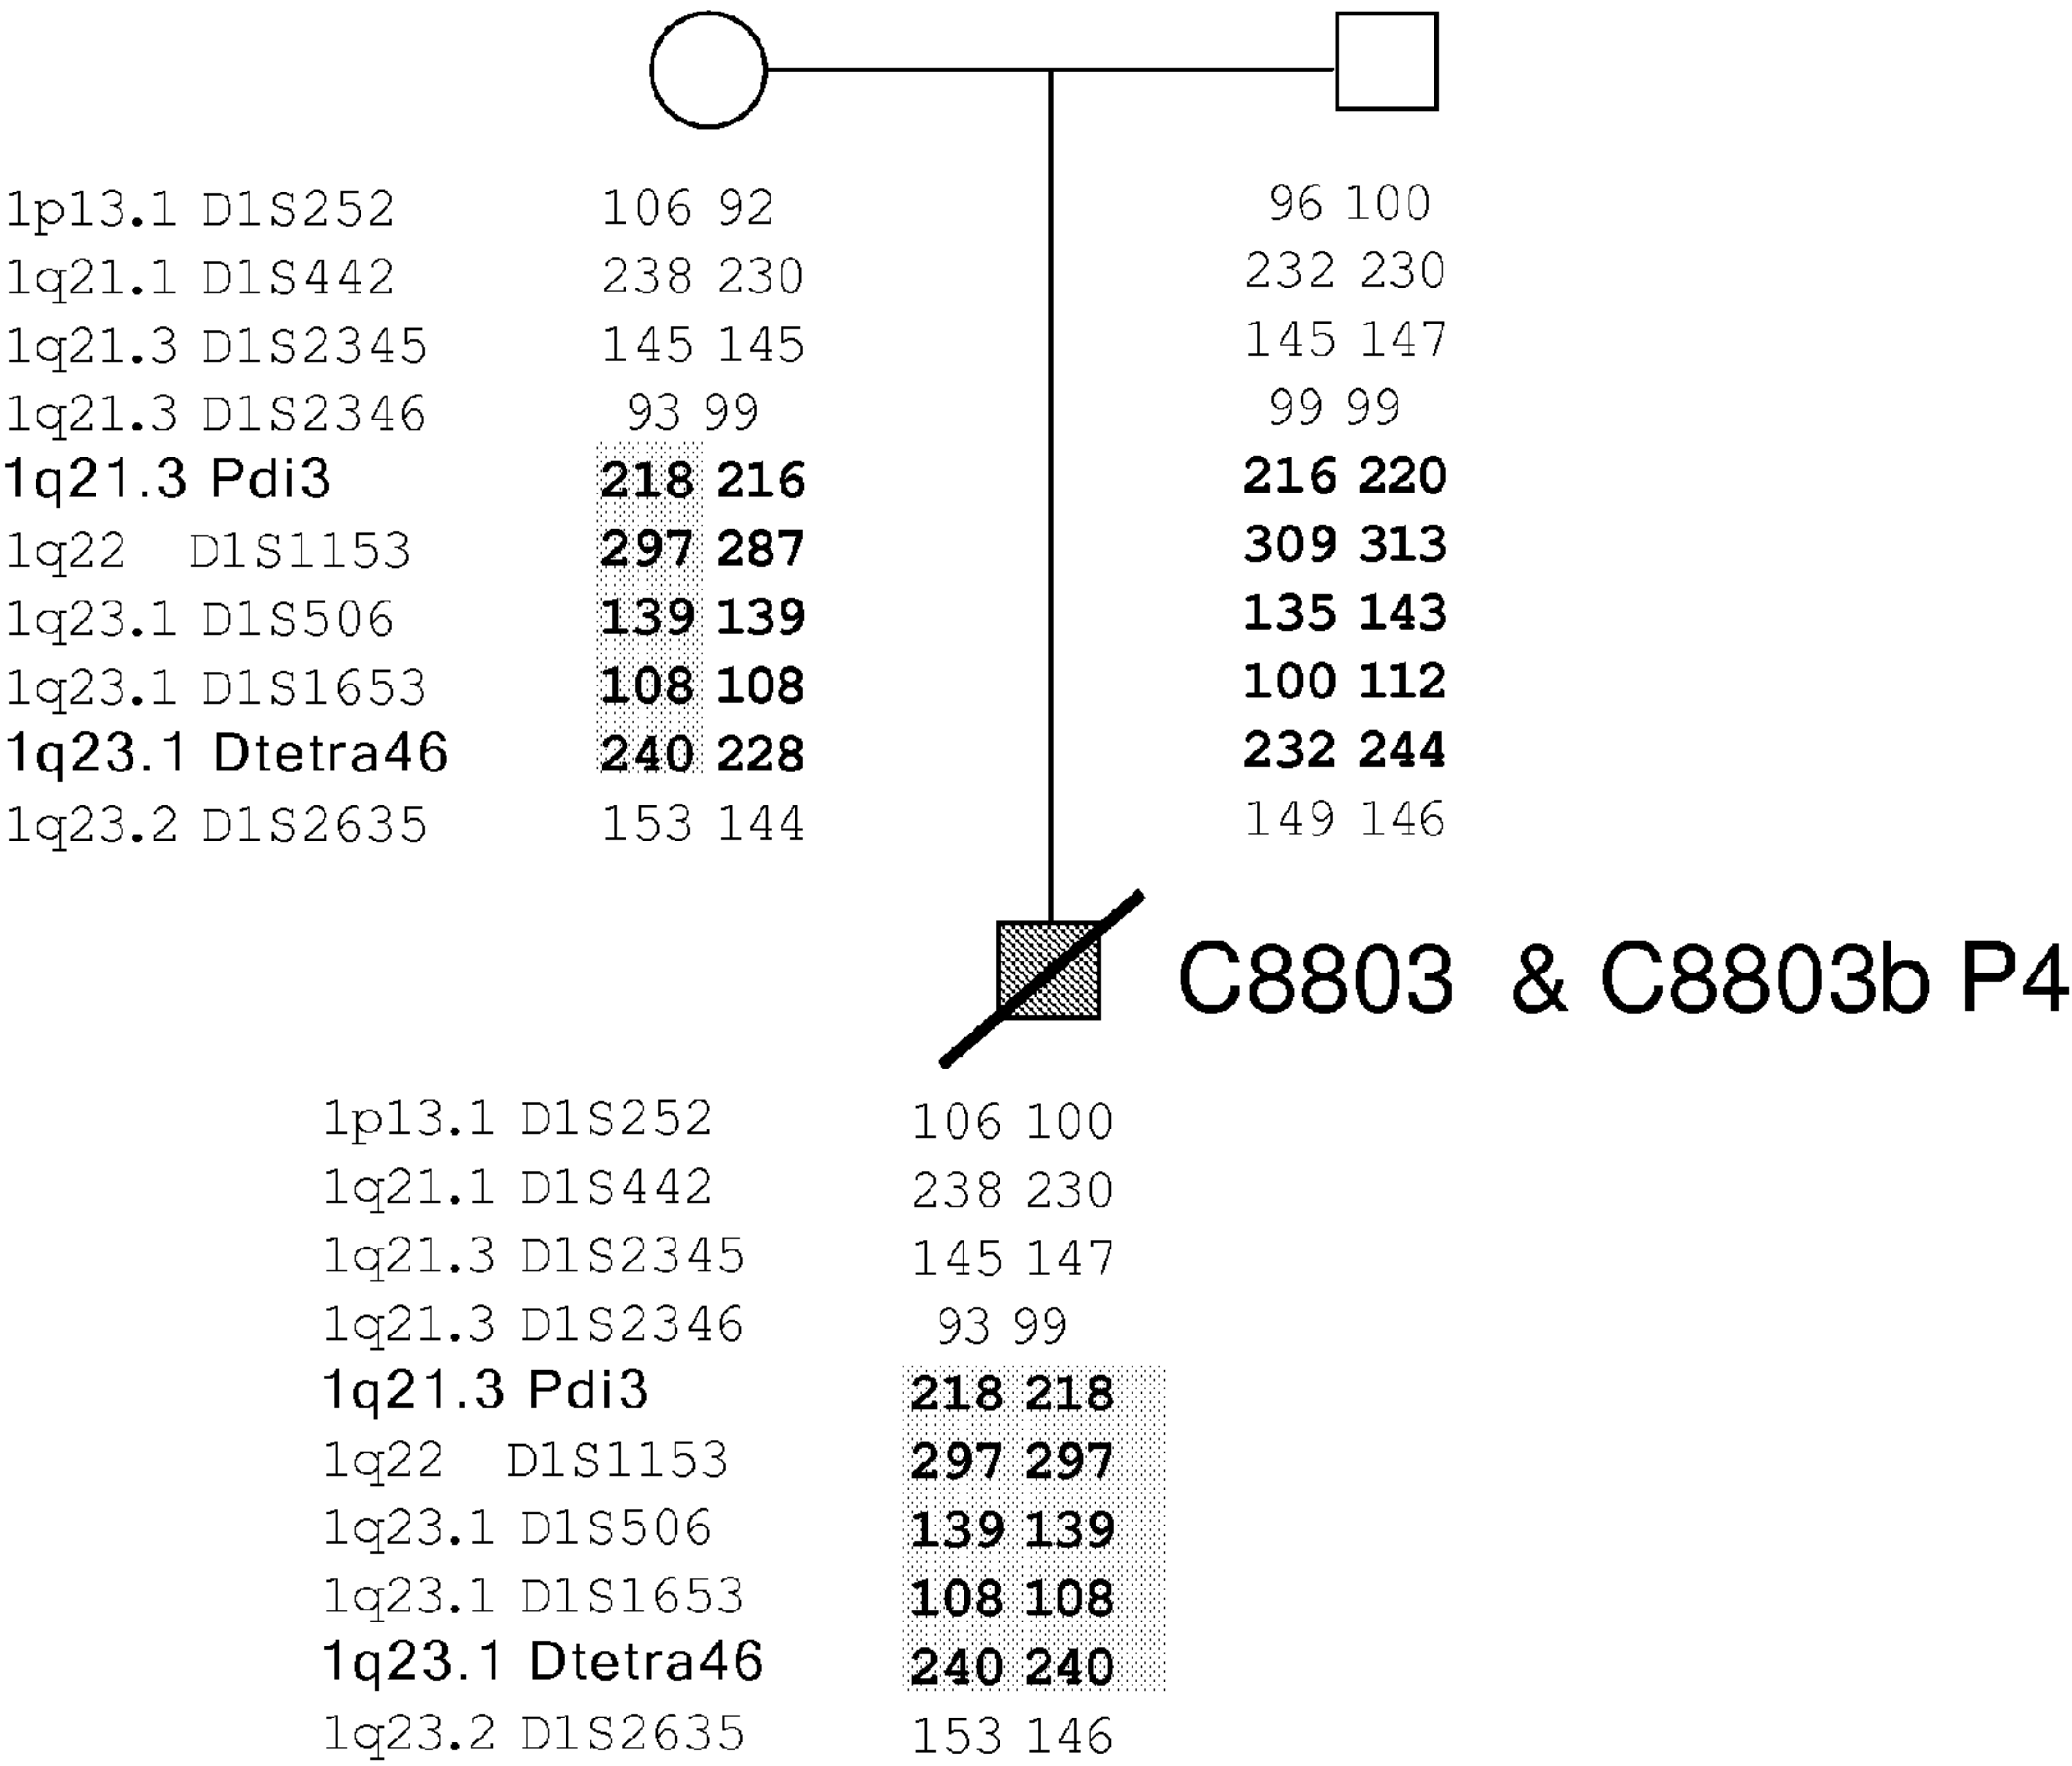 1p13.1 D1S252 106 92 96 100
1q21.1 D1S442 238 230 232 230
1q21.3 D1S2345 145 145 145 147
1q21.3 D1S2346 93 99 99 99
1q21.3 Pdi3 218 216 216 220
1q22 D1S1153 297 287 309 313
1q23.1 D1S506 139 139 135 143
1q23.1 D1S1653 108 108 100 112
1q23.1 Dtetra46 240 228 232 244
1q23.2 D1S2635 153 144 149 146
C8803 & C8803b P4
1p13.1 D1S252 106 100
1q21.1 D1S442 238 230
1q21.3 D1S2345 145 147
1q21.3 D1S2346 93 99
1q21.3 Pdi3 218 218
1q22 D1S1153 297 297
1q23.1 D1S506 139 139
1q23.1 D1S1653 108 108
1q23.1 Dtetra46 240 240
1q23.2 D1S2635 153 146